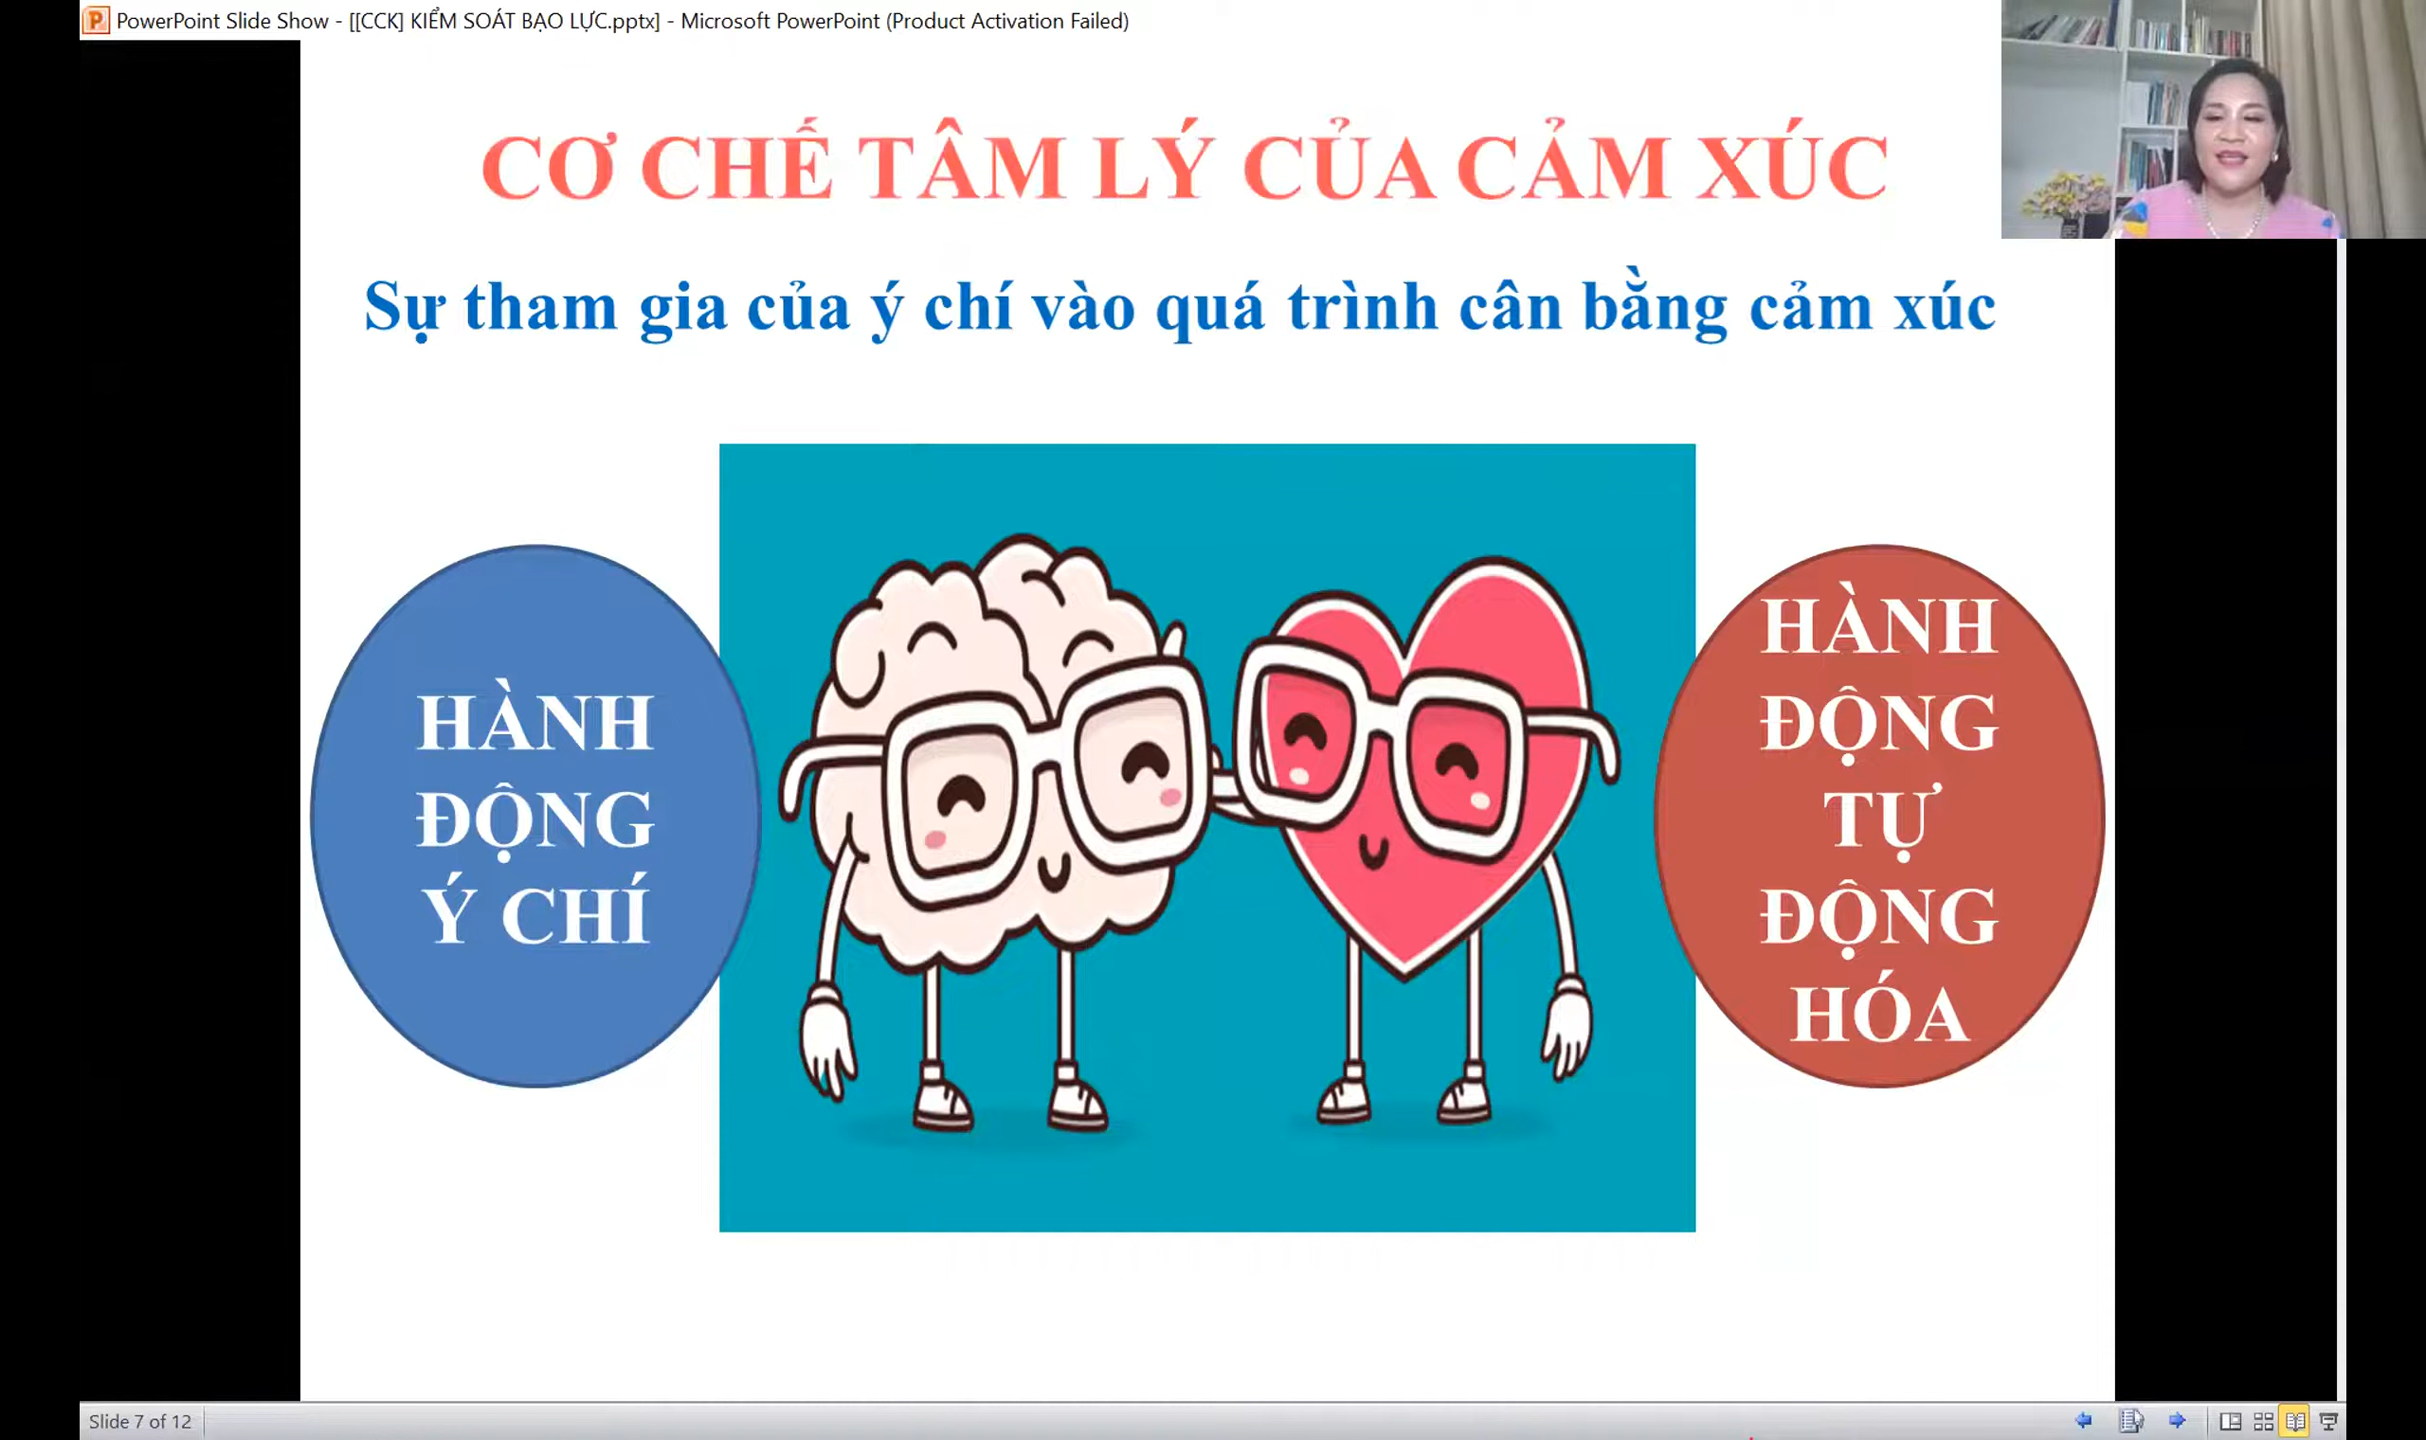 PowerPoint Slide Show - [[CCK] KIỂM SOÁT BẠO LỰC.pptx] - Microsoft PowerPoint (Product Activation Failed)
CƠ CHẾ TÂM LÝ CỦA CẢM XÚC
Sự tham gia của ý chí vào quá trình cân bằng cảm xúc
HÀNH
ĐỘNG
Ý CHÍ
HÀNH
ĐỘNG
TỰ
ĐỘNG
HÓA
Slide 7 of 12